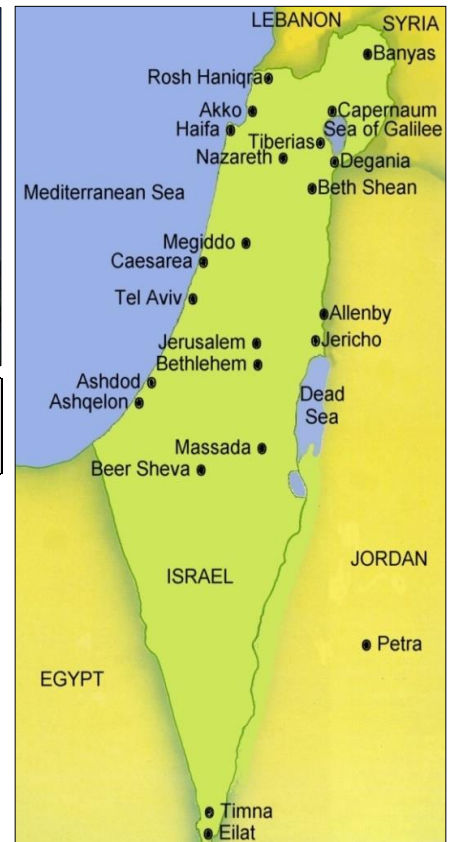 LEBANON
SYRIA
Banyas
Rosh Haniqra
Akko
Capernaum
Haifa
Sea of Galilee
Tiberias
Nazareth
Degania
Beth Shean
Mediterranean Sea
Megiddo
Caesarea
Tel Aviv
Allenby
Jerusalem
Jericho
Bethlehem
Ashdod
Dead
Sea
Ashqelon
Massada
Beer Sheva
JORDAN
ISRAEL
Petra
EGYPT
Timna
Eilat